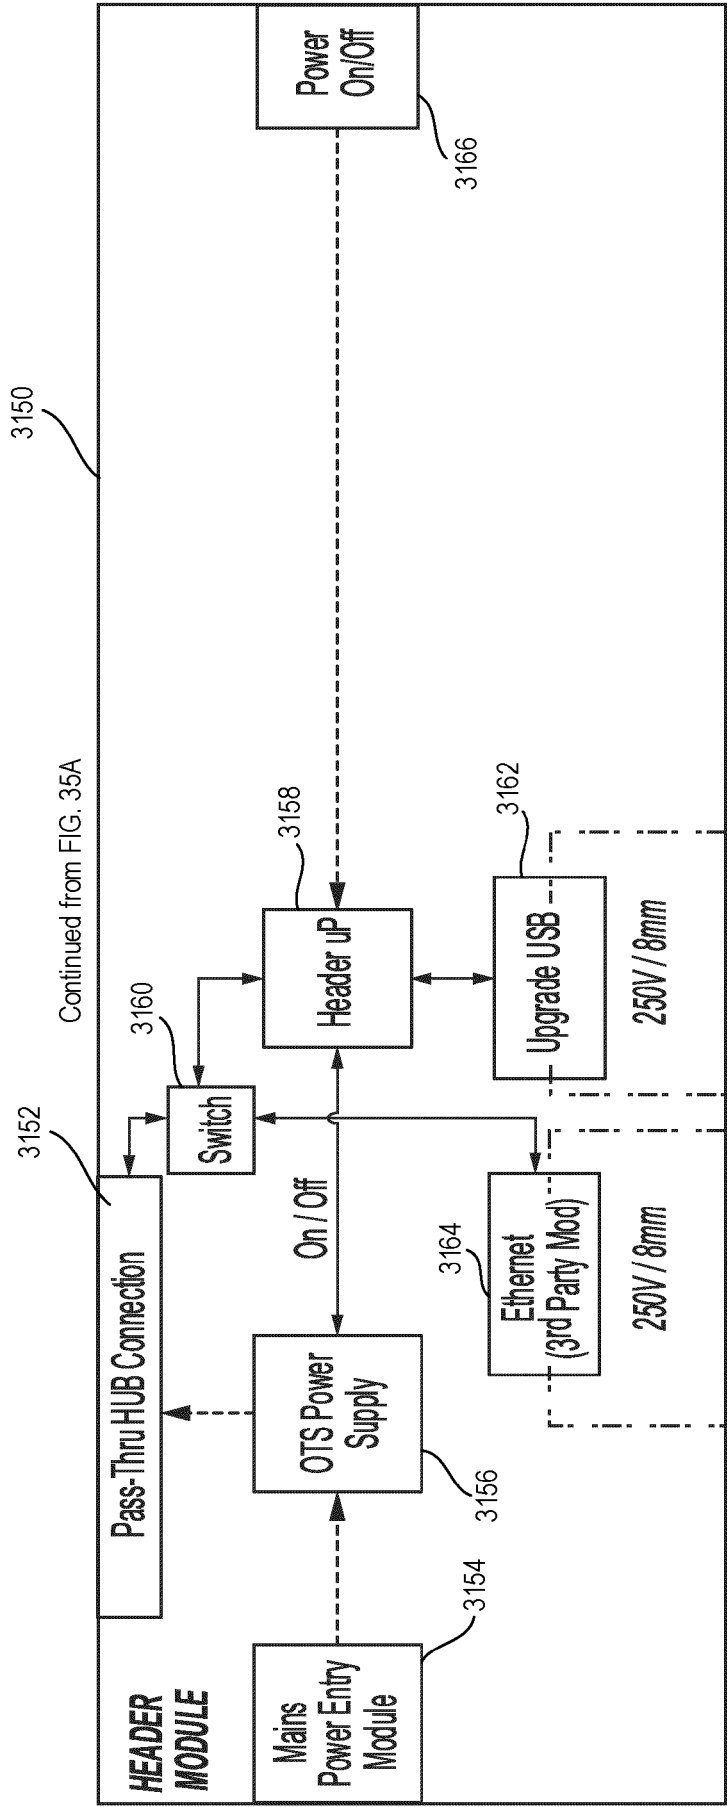 Continued from FIG. 35A
3150
HEADER
MODULE
Pass-Thru HUB Connection
3152
3160
Switch
Mains
Power Entry
Module
3154
OTS Power
Supply
3156
On / Off
Header uP
3158
Power
On/Off
3166
Ethernet
(3rd Party Mod)
3164
250V / 8mm
Upgrade USB
3162
250V / 8mm